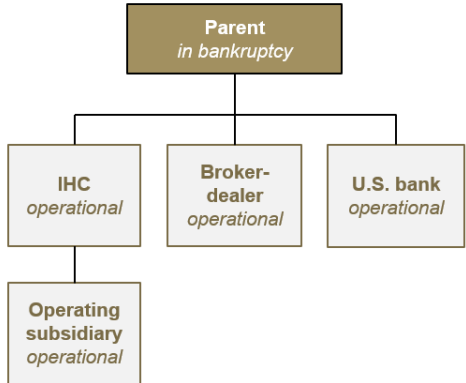 Parent
in bankruptcy
IHC
operational
Broker-
dealer
operational
U.S. bank
operational
Operating
subsidiary
operational